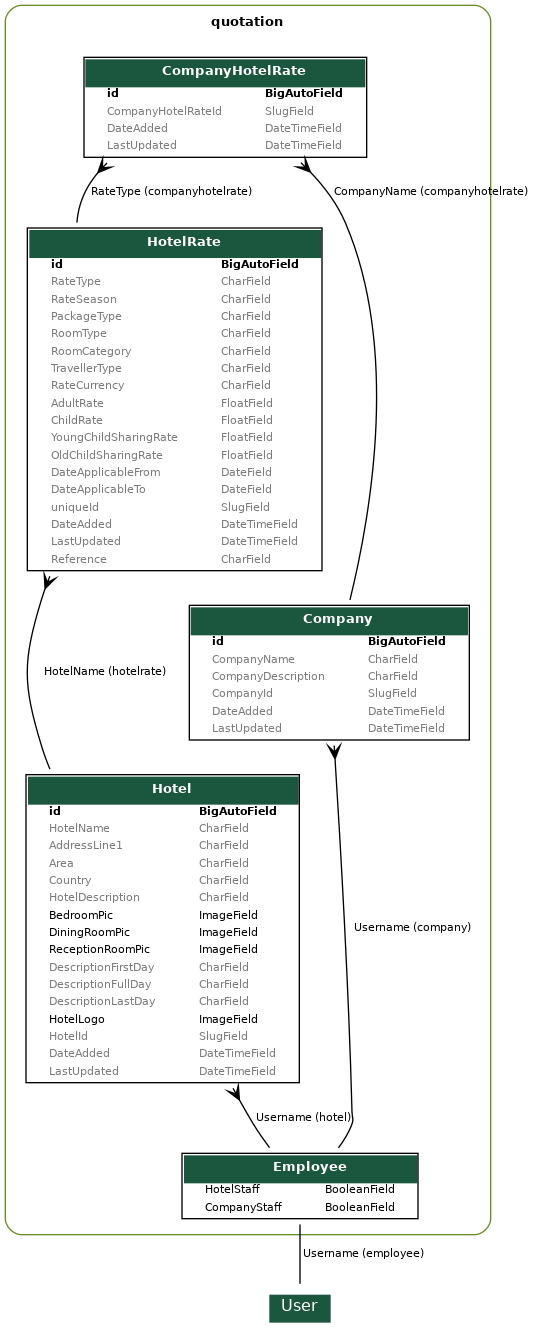 quotation
CompanyHotelRate
id BigAutoField
CompanyHotelRateId SlugField
DateAdded DateTimeField
LastUpdated DateTimeField
RateType (companyhotelrate)
CompanyName (companyhotelrate)
HotelRate
id BigAutoField
RateType CharField
RateSeason CharField
PackageType CharField
RoomType CharField
RoomCategory CharField
TravellerType CharField
RateCurrency CharField
AdultRate FloatField
ChildRate FloatField
YoungChildSharingRate FloatField
OldChildSharingRate FloatField
DateApplicableFrom DateField
DateApplicableTo DateField
uniqueId SlugField
DateAdded DateTimeField
LastUpdated DateTimeField
Reference CharField
Company
id BigAutoField
CompanyName CharField
CompanyDescription CharField
CompanyId SlugField
DateAdded DateTimeField
LastUpdated DateTimeField
HotelName (hotelrate)
Hotel
id BigAutoField
HotelName CharField
AddressLine1 CharField
Area CharField
Country CharField
HotelDescription CharField
BedroomPic ImageField
DiningRoomPic ImageField
ReceptionRoomPic ImageField
DescriptionFirstDay CharField
DescriptionFullDay CharField
DescriptionLastDay CharField
HotelLogo ImageField
HotelId SlugField
DateAdded DateTimeField
LastUpdated DateTimeField
Username (company)
Username (hotel)
Employee
HotelStaff BooleanField
CompanyStaff BooleanField
Username (employee)
User